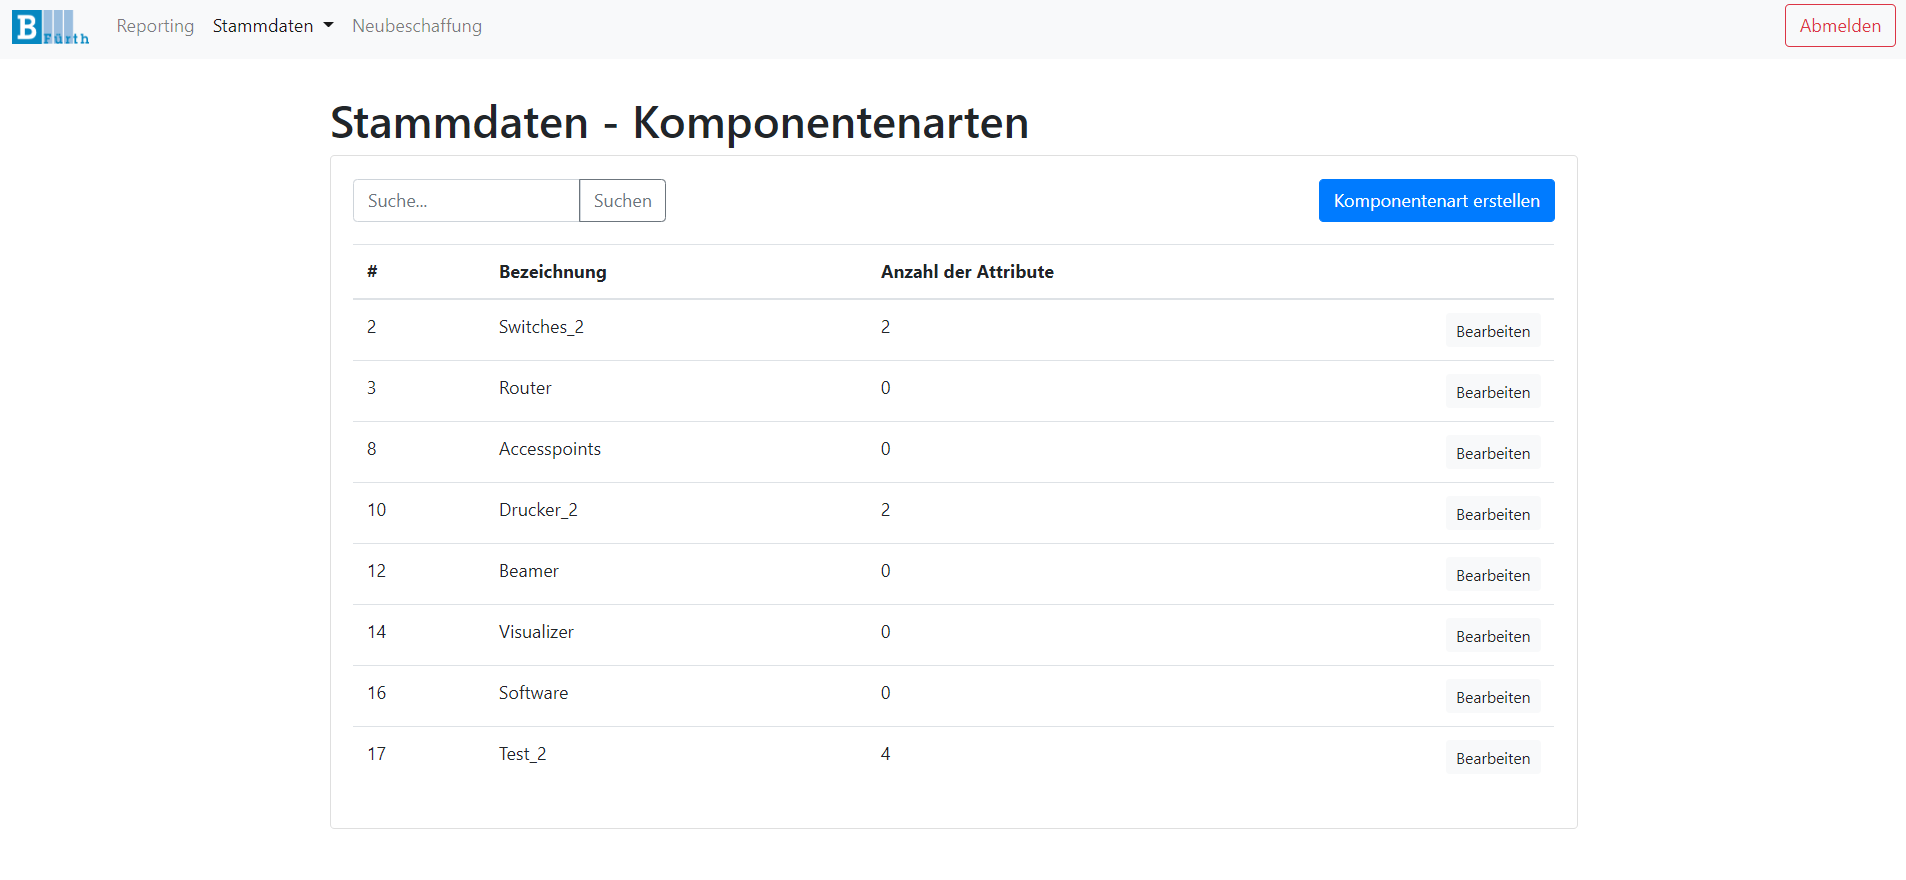 B Fürth Reporting Stammdaten Neubeschaffung Abmelden
Stammdaten - Komponentenarten
Suche... Suchen Komponentenart erstellen
# Bezeichnung Anzahl der Attribute
2 Switches_2 2 Bearbeiten
3 Router 0 Bearbeiten
8 Accesspoints 0 Bearbeiten
10 Drucker_2 2 Bearbeiten
12 Beamer 0 Bearbeiten
14 Visualizer 0 Bearbeiten
16 Software 0 Bearbeiten
17 Test_2 4 Bearbeiten